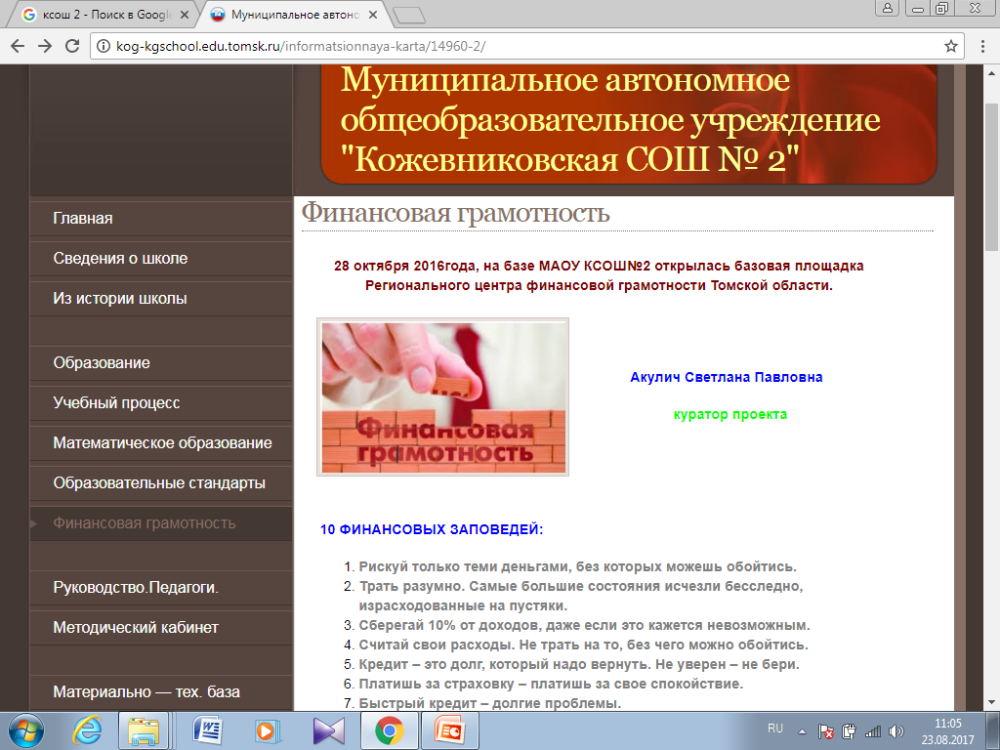 ксош 2 - Поиск в Googl
Муниципальное автоно
kog-kgschool.edu.tomsk.ru/informatsionnaya-karta/14960-2/
Муниципальное автономное
общеобразовательное учреждение
"Кожевниковская СОШ № 2"
Главная
Сведения о школе
Из истории школы
Образование
Учебный процесс
Математическое образование
Образовательные стандарты
Финансовая грамотность
Руководство.Педагоги.
Методический кабинет
Материально — тех. база
Финансовая грамотность
28 октября 2016года, на базе МАОУ КСОШ№2 открылась базовая площадка
Регионального центра финансовой грамотности Томской области.
Финансовая
грамотность
Акулич Светлана Павловна
куратор проекта
10 ФИНАНСОВЫХ ЗАПОВЕДЕЙ:
1. Рискуй только теми деньгами, без которых можешь обойтись.
2. Трать разумно. Самые большие состояния исчезли бесследно,
израсходованные на пустяки.
3. Сберегай 10% от доходов, даже если это кажется невозможным.
4. Считай свои расходы. Не трать на то, без чего можно обойтись.
5. Кредит – это долг, который надо вернуть. Не уверен – не бери.
6. Платишь за страховку – платишь за свое спокойствие.
7. Быстрый кредит – долгие проблемы.
RU
11:05
23.08.2017